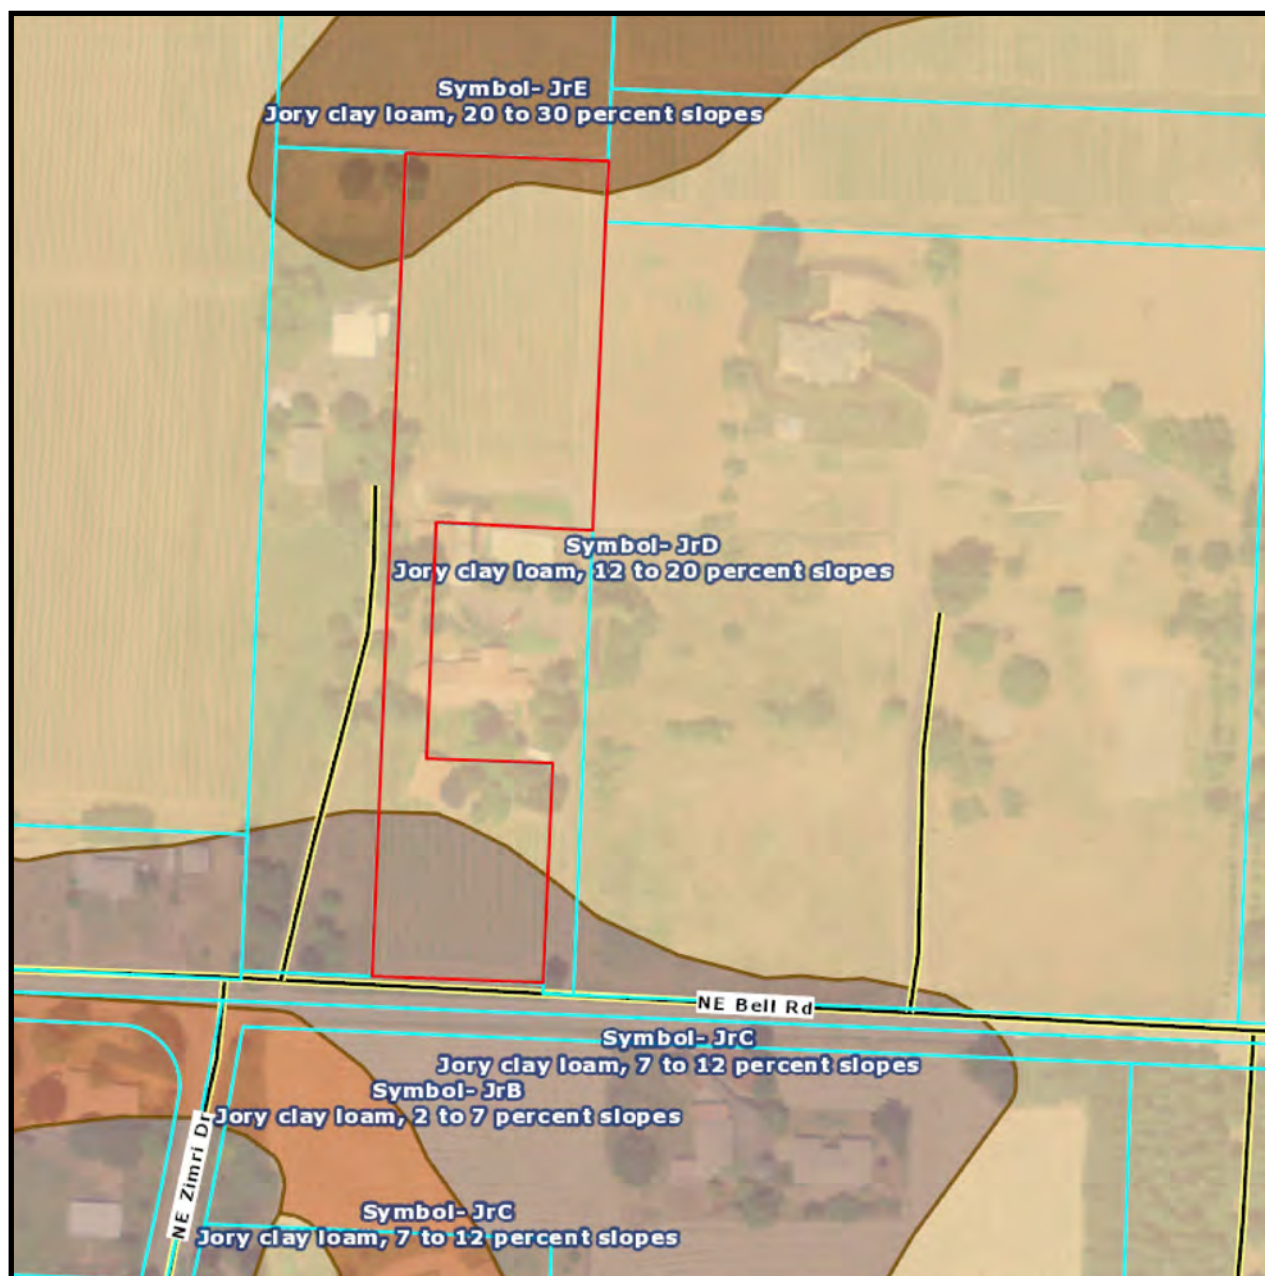 Symbol- JrE
Jory clay loam, 20 to 30 percent slopes
Symbol- JrD
Jory clay loam, 12 to 20 percent slopes
NE Bell Rd
Symbol- JrC
Jory clay loam, 7 to 12 percent slopes
Symbol- JrB
Jory clay loam, 2 to 7 percent slopes
NE Zimri Dr
Symbol- JrC
Jory clay loam, 7 to 12 percent slopes